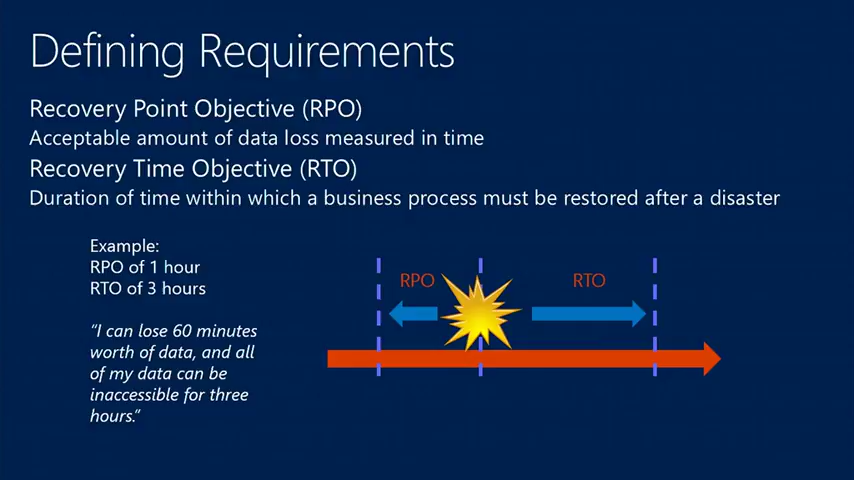 Defining Requirements
Recovery Point Objective (RPO)
Acceptable amount of data loss measured in time
Recovery Time Objective (RTO)
Duration of time within which a business process must be restored after a disaster
Example:
RPO of 1 hour
RTO of 3 hours
"I can lose 60 minutes
worth of data, and all
of my data can be
inaccessible for three
hours."
RPO
RTO